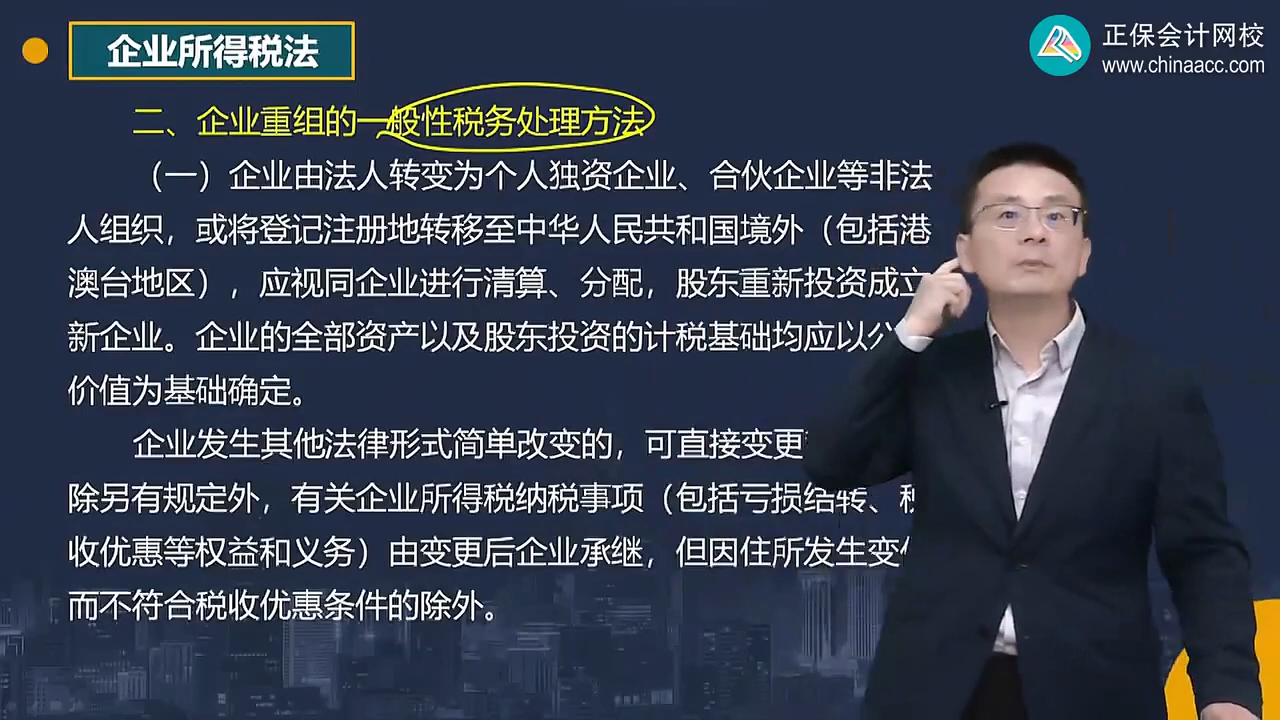 企业所得税法
正保会计网校
www.chinaacc.com
二、企业重组的一般性税务处理方法
（一）企业由法人转变为个人独资企业、合伙企业等非法
人组织，或将登记注册地转移至中华人民共和国境外（包括港
澳台地区），应视同企业进行清算、分配，股东重新投资成立
新企业。企业的全部资产以及股东投资的计税基础均应以公
价值为基础确定。
企业发生其他法律形式简单改变的，可直接变更
除另有规定外，有关企业所得税纳税事项（包括亏损结转、税
收优惠等权益和义务）由变更后企业承继，但因住所发生变化
而不符合税收优惠条件的除外。